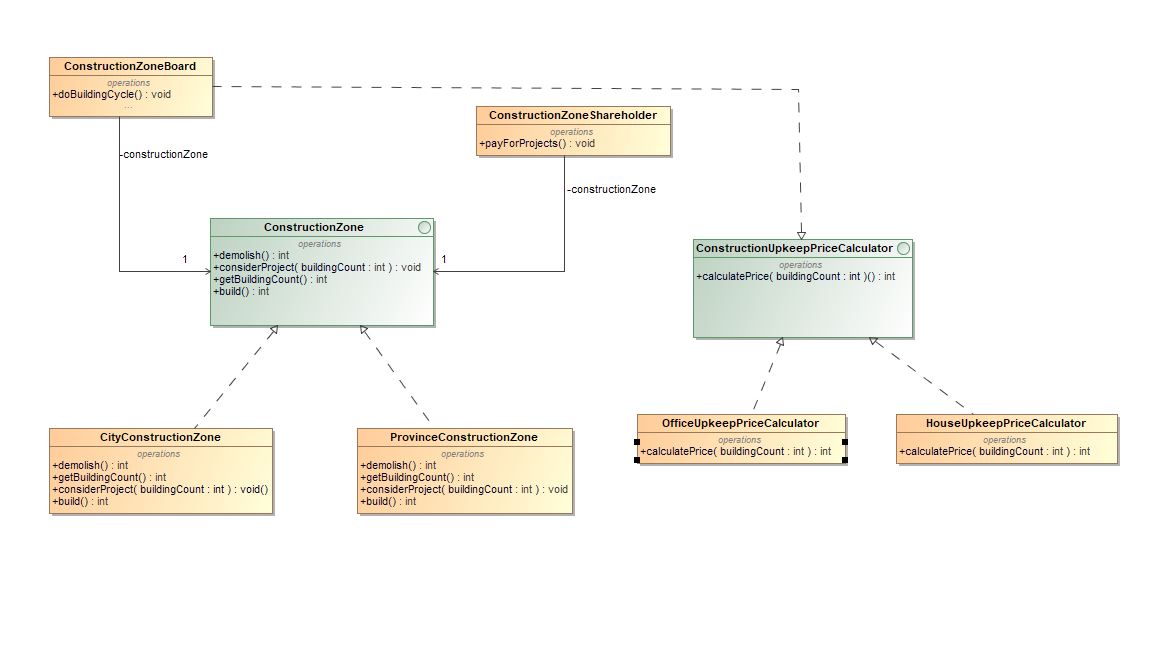 ConstructionZoneBoard
operations
+doBuildingCycle() : void
...
-constructionZone
ConstructionZoneShareholder
operations
+payForProjects() : void
-constructionZone
1
1
ConstructionZone
operations
+demolish() : int
+considerProject( buildingCount : int ) : void
+getBuildingCount() : int
+build() : int
ConstructionUpkeepPriceCalculator
operations
+calculatePrice( buildingCount : int )() : int
CityConstructionZone
operations
+demolish() : int
+getBuildingCount() : int
+considerProject( buildingCount : int ) : void()
+build() : int
ProvinceConstructionZone
operations
+demolish() : int
+getBuildingCount() : int
+considerProject( buildingCount : int ) : void
+build() : int
OfficeUpkeepPriceCalculator
operations
+calculatePrice( buildingCount : int ) : int
HouseUpkeepPriceCalculator
operations
+calculatePrice( buildingCount : int ) : int